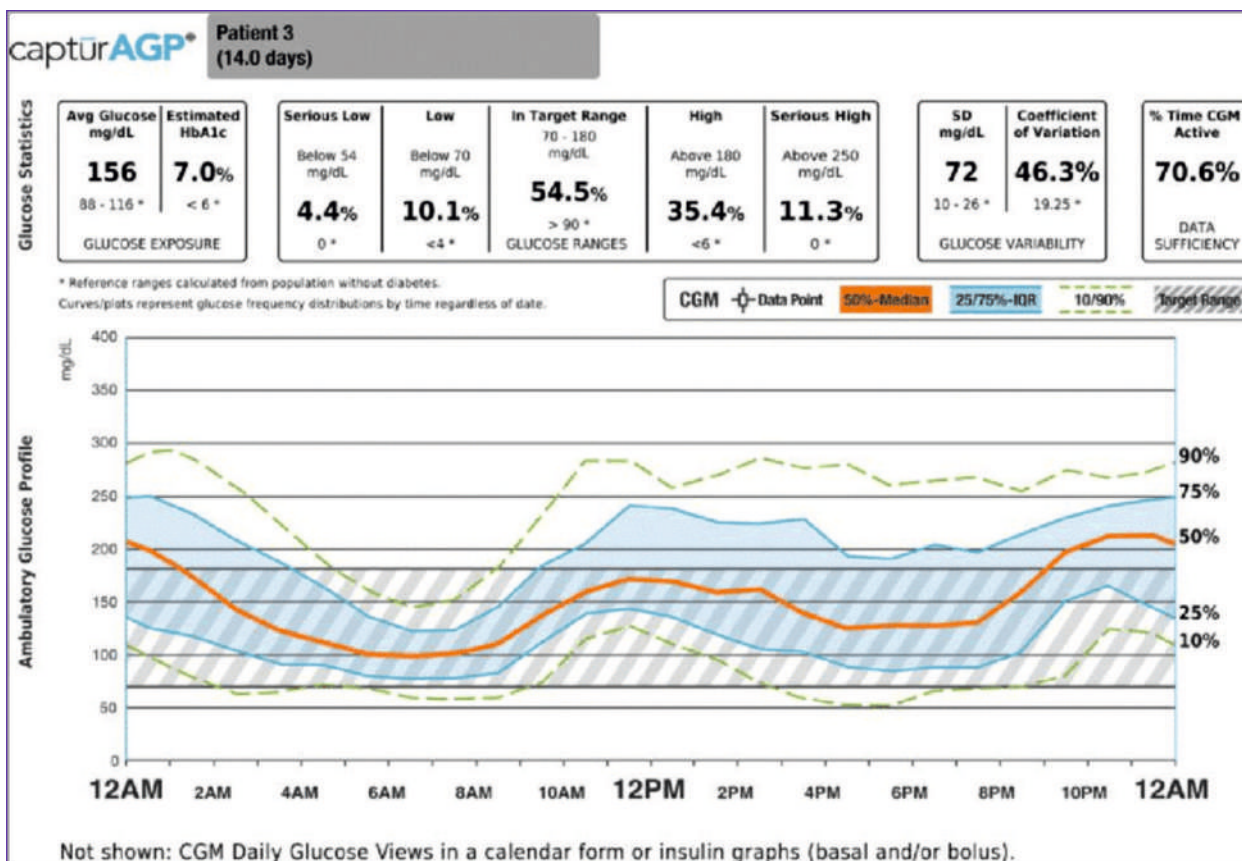 captūrAGP®
Patient 3
(14.0 days)
Glucose Statistics
Avg Glucose mg/dL
156
88 - 116 *
Estimated HbA1c
7.0%
< 6 *
GLUCOSE EXPOSURE
Serious Low
Below 54 mg/dL
4.4%
0 *
Low
Below 70 mg/dL
10.1%
<4 *
In Target Range
70 - 180 mg/dL
54.5%
> 90 *
High
Above 180 mg/dL
35.4%
<6 *
Serious High
Above 250 mg/dL
11.3%
0 *
GLUCOSE RANGES
SD mg/dL
72
10 - 26 *
Coefficient of Variation
46.3%
19.25 *
GLUCOSE VARIABILITY
% Time CGM Active
70.6%
DATA SUFFICIENCY
* Reference ranges calculated from population without diabetes.
Curves/plots represent glucose frequency distributions by time regardless of date.
CGM Data Point 50%-Median 25/75%-IQR 10/90% Target Range
Ambulatory Glucose Profile
mg/dL
400
350
300
250
200
150
100
50
0
90%
75%
50%
25%
10%
12AM 2AM 4AM 6AM 8AM 10AM 12PM 2PM 4PM 6PM 8PM 10PM 12AM
Not shown: CGM Daily Glucose Views in a calendar form or insulin graphs (basal and/or bolus).